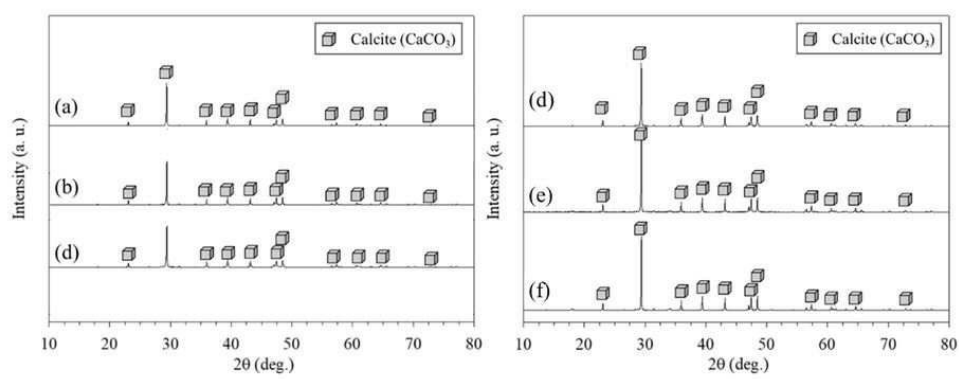 Calcite (CaCO3)
(a)
(b)
(d)
Intensity (a. u.)
10 20 30 40 50 60 70 80
2θ (deg.)
Calcite (CaCO3)
(d)
(e)
(f)
Intensity (a. u.)
10 20 30 40 50 60 70 80
2θ (deg.)